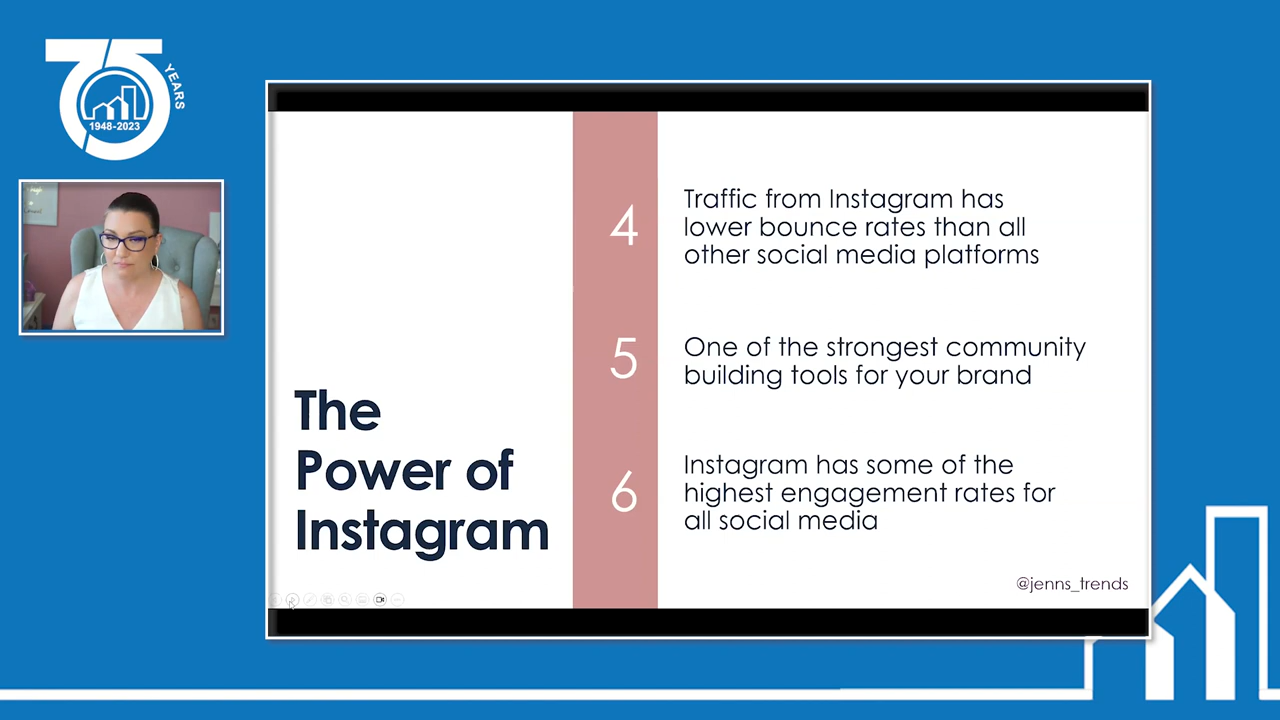 75
YEARS
1948-2023
The
Power of
Instagram
4
Traffic from Instagram has
lower bounce rates than all
other social media platforms
5
One of the strongest community
building tools for your brand
6
Instagram has some of the
highest engagement rates for
all social media
@jenns_trends